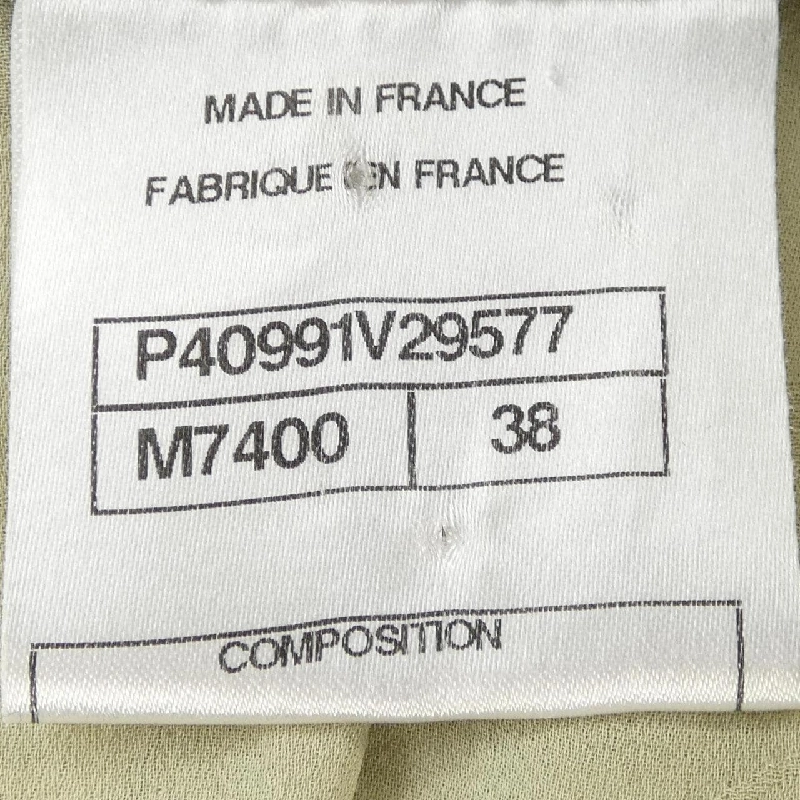 MADE IN FRANCE
FABRIQUE EN FRANCE
P40991V29577
M7400 38
COMPOSITION